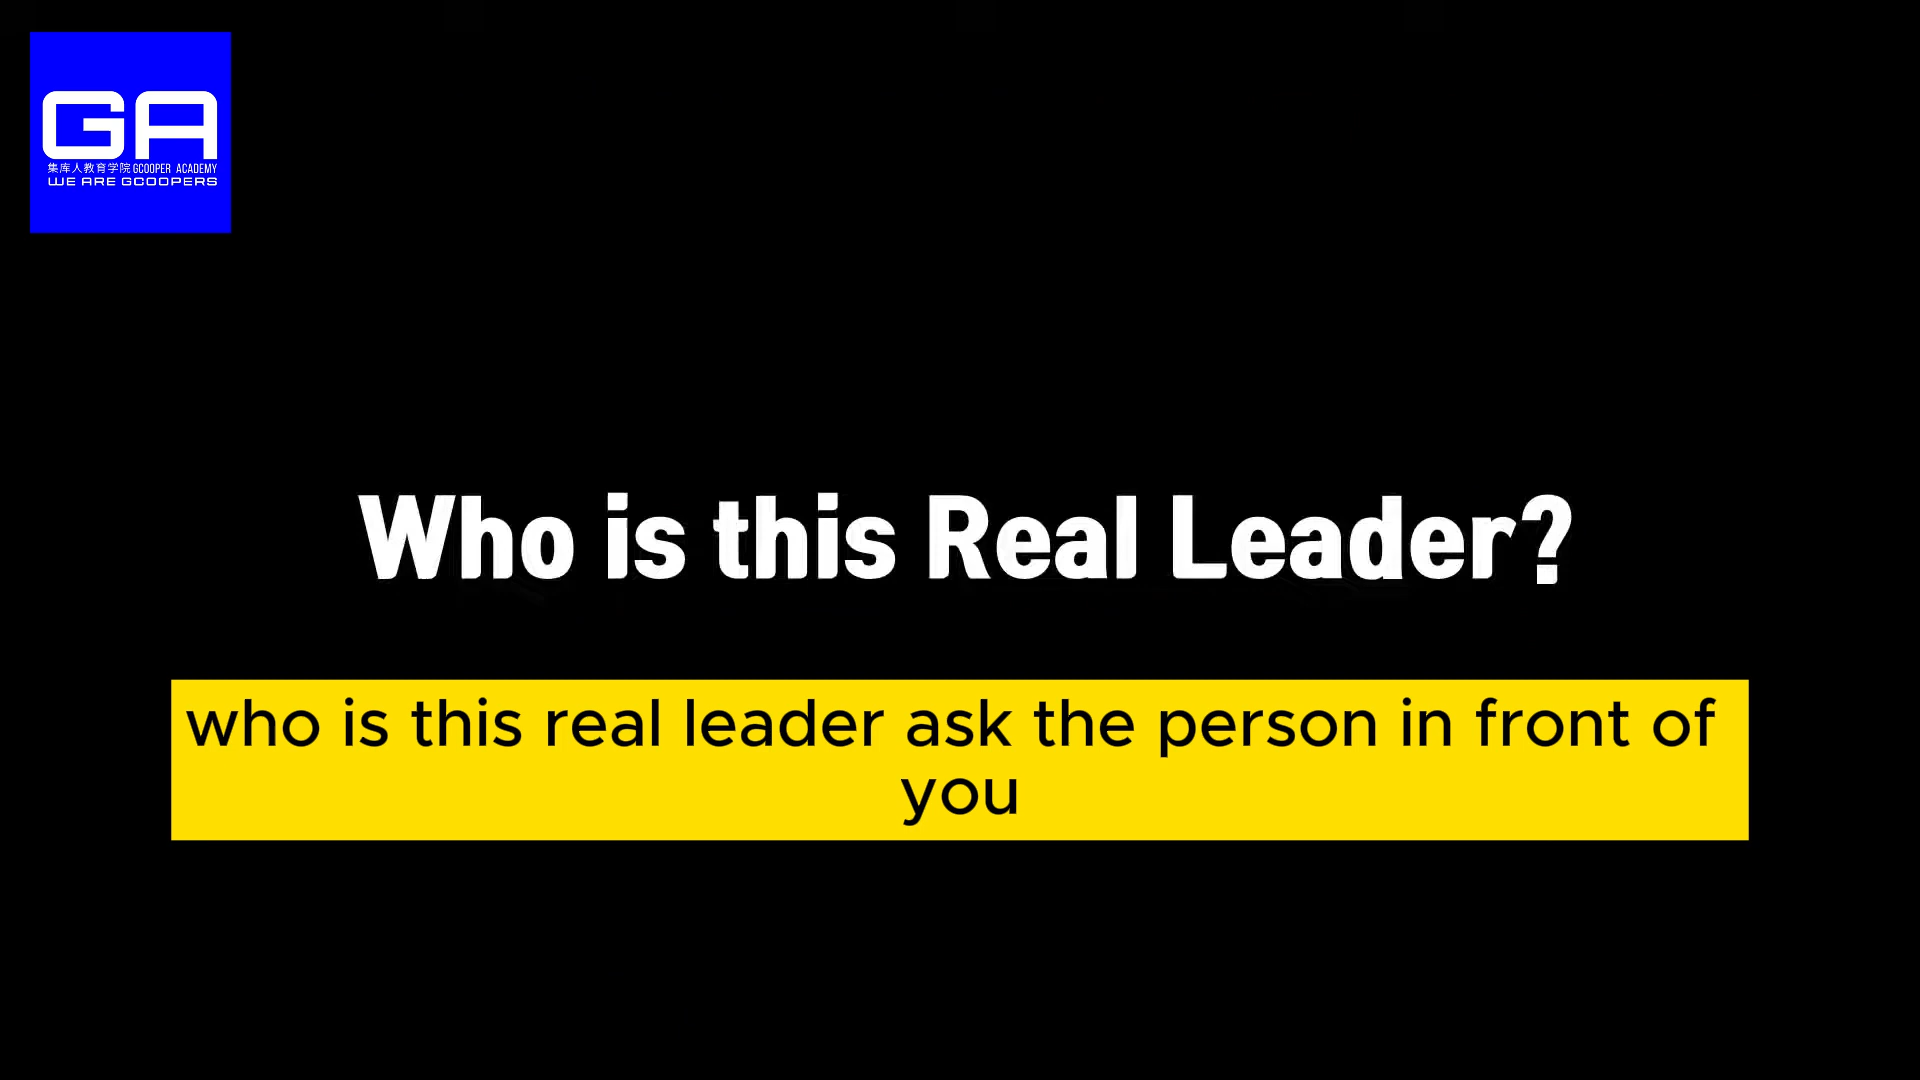 GA
集库人教育学院 GCOOPER ACADEMY
WE ARE GCOOPERS
Who is this Real Leader?
who is this real leader ask the person in front of
you